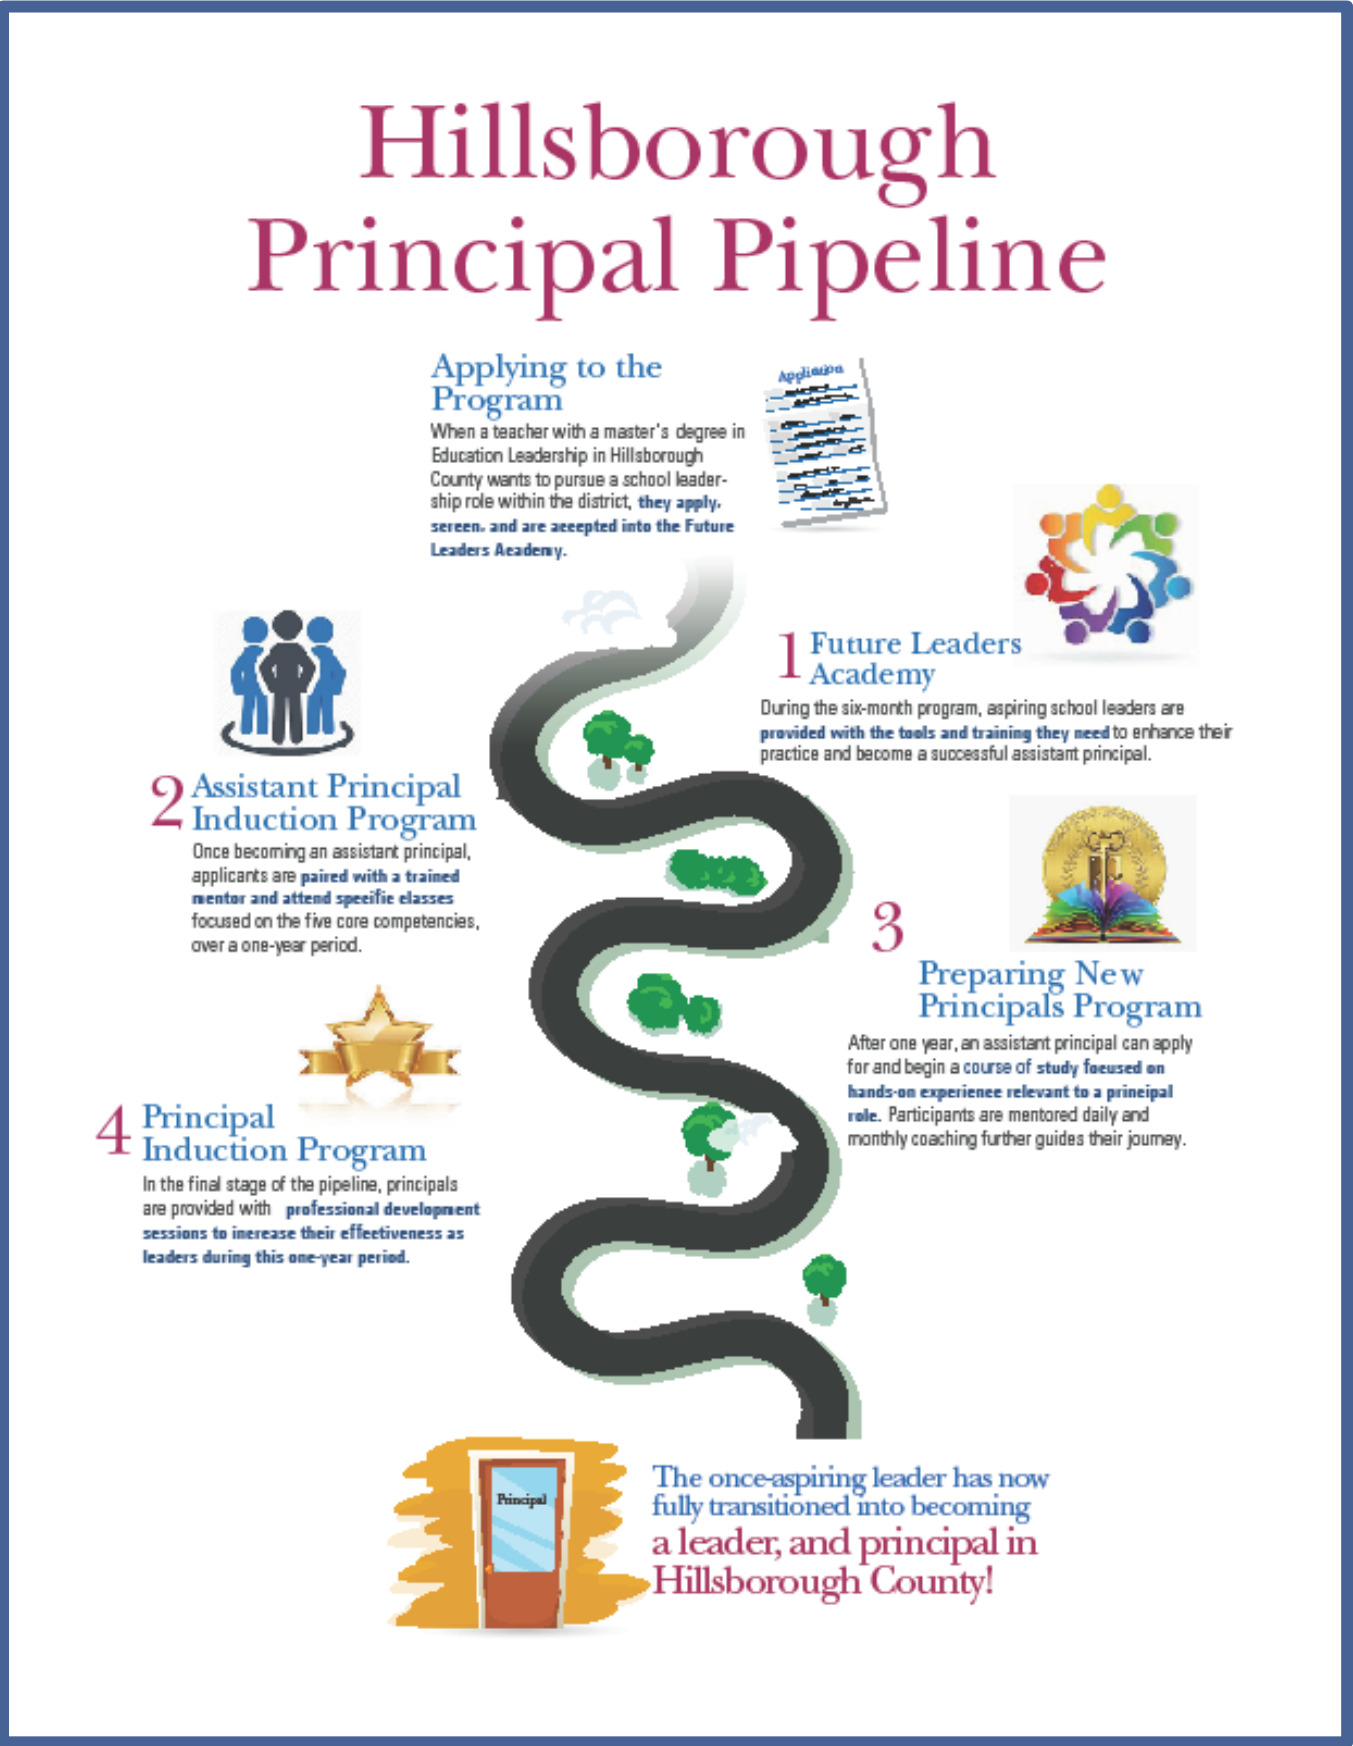 Hillsborough
Principal Pipeline
Applying to the
Program
When a teacher with a master's degree in
Education Leadership in Hillsborough
County wants to pursue a school leader-
ship role within the district, they apply,
screen, and are accepted into the Future
Leaders Academy.
Application
1 Future Leaders
Academy
During the six-month program, aspiring school leaders are
provided with the tools and training they need to enhance their
practice and become a successful assistant principal.
2 Assistant Principal
Induction Program
Once becoming an assistant principal,
applicants are paired with a trained
mentor and attend specific classes
focused on the five core competencies,
over a one-year period.
3
Preparing New
Principals Program
After one year, an assistant principal can apply
for and begin a course of study focused on
hands-on experience relevant to a principal
role. Participants are mentored daily and
monthly coaching further guides their journey.
4 Principal
Induction Program
In the final stage of the pipeline, principals
are provided with professional development
sessions to increase their effectiveness as
leaders during this one-year period.
Principal
The once-aspiring leader has now
fully transitioned into becoming
a leader, and principal in
Hillsborough County!